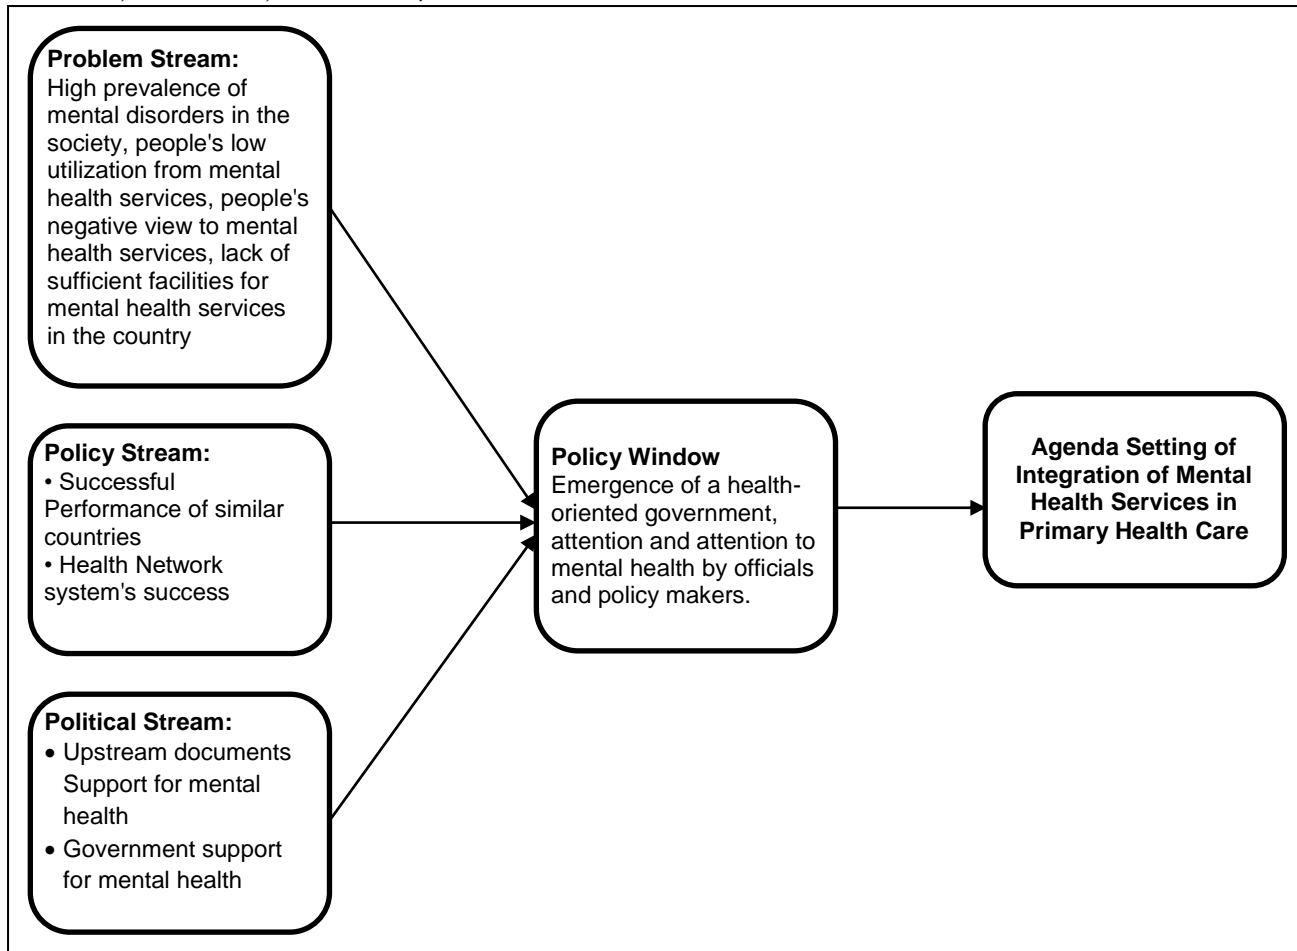 Problem Stream:
High prevalence of
mental disorders in the
society, people's low
utilization from mental
health services, people's
negative view to mental
health services, lack of
sufficient facilities for
mental health services
in the country
Policy Stream:
• Successful
Performance of similar
countries
• Health Network
system's success
Political Stream:
• Upstream documents
Support for mental
health
• Government support
for mental health
Policy Window
Emergence of a health-
oriented government,
attention and attention to
mental health by officials
and policy makers.
Agenda Setting of
Integration of Mental
Health Services in
Primary Health Care